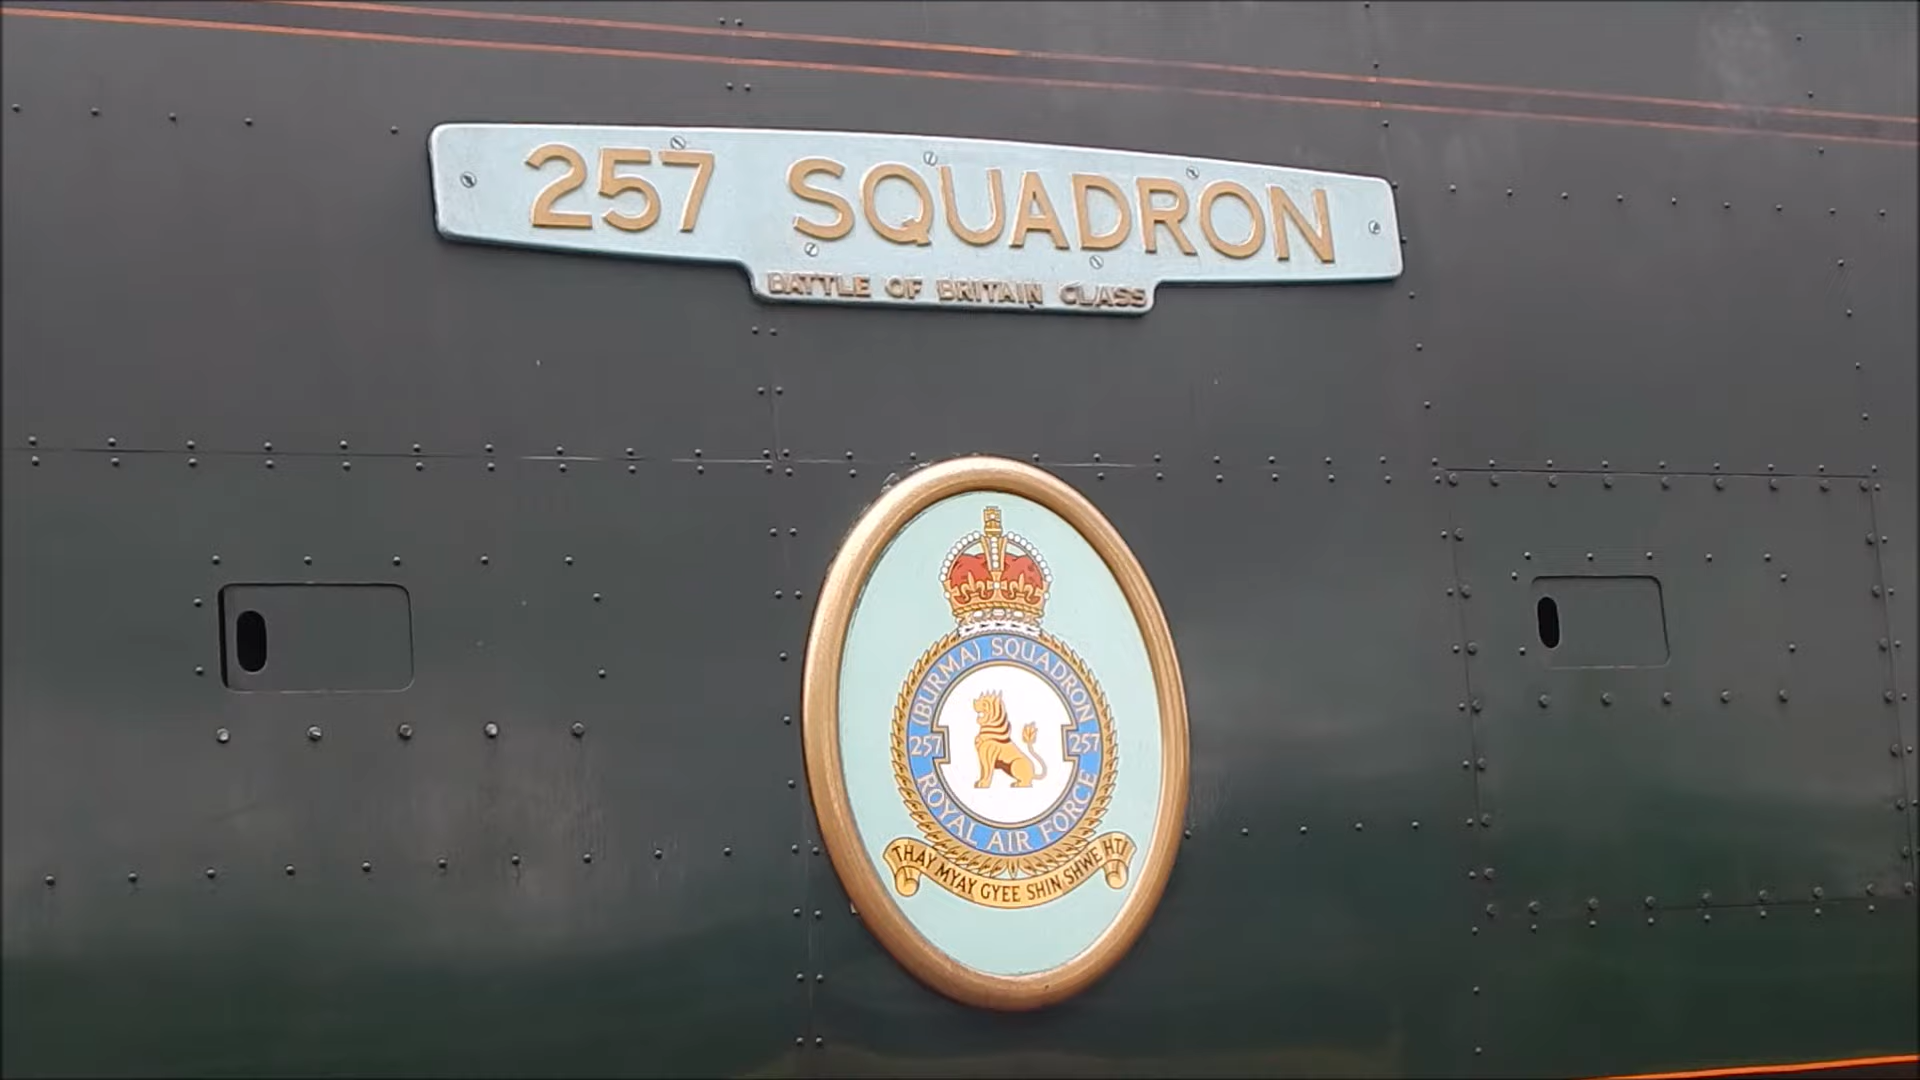 257 SQUADRON
BATTLE OF BRITAIN CLASS
(BURMA) SQUADRON
257 257
ROYAL AIR FORCE
THAY MYAY GYEE SHIN SHWE HTI